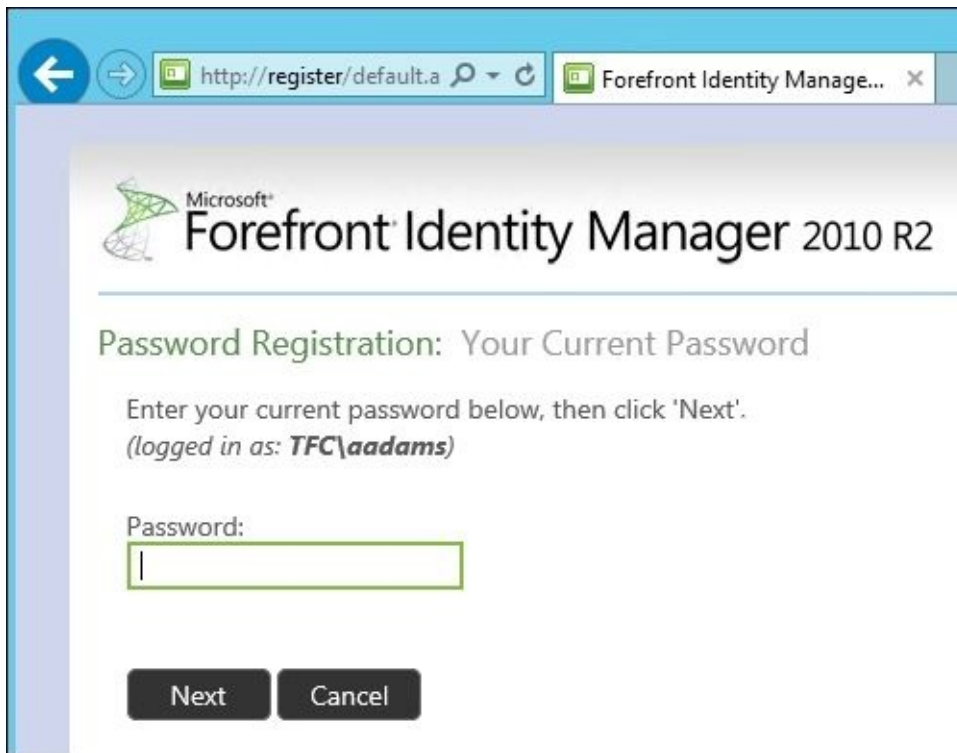 http://register/default.a
Forefront Identity Manage...
Microsoft®
Forefront® Identity Manager 2010 R2
Password Registration: Your Current Password
Enter your current password below, then click 'Next'.
(logged in as: TFC\aadams)
Password:
Next Cancel